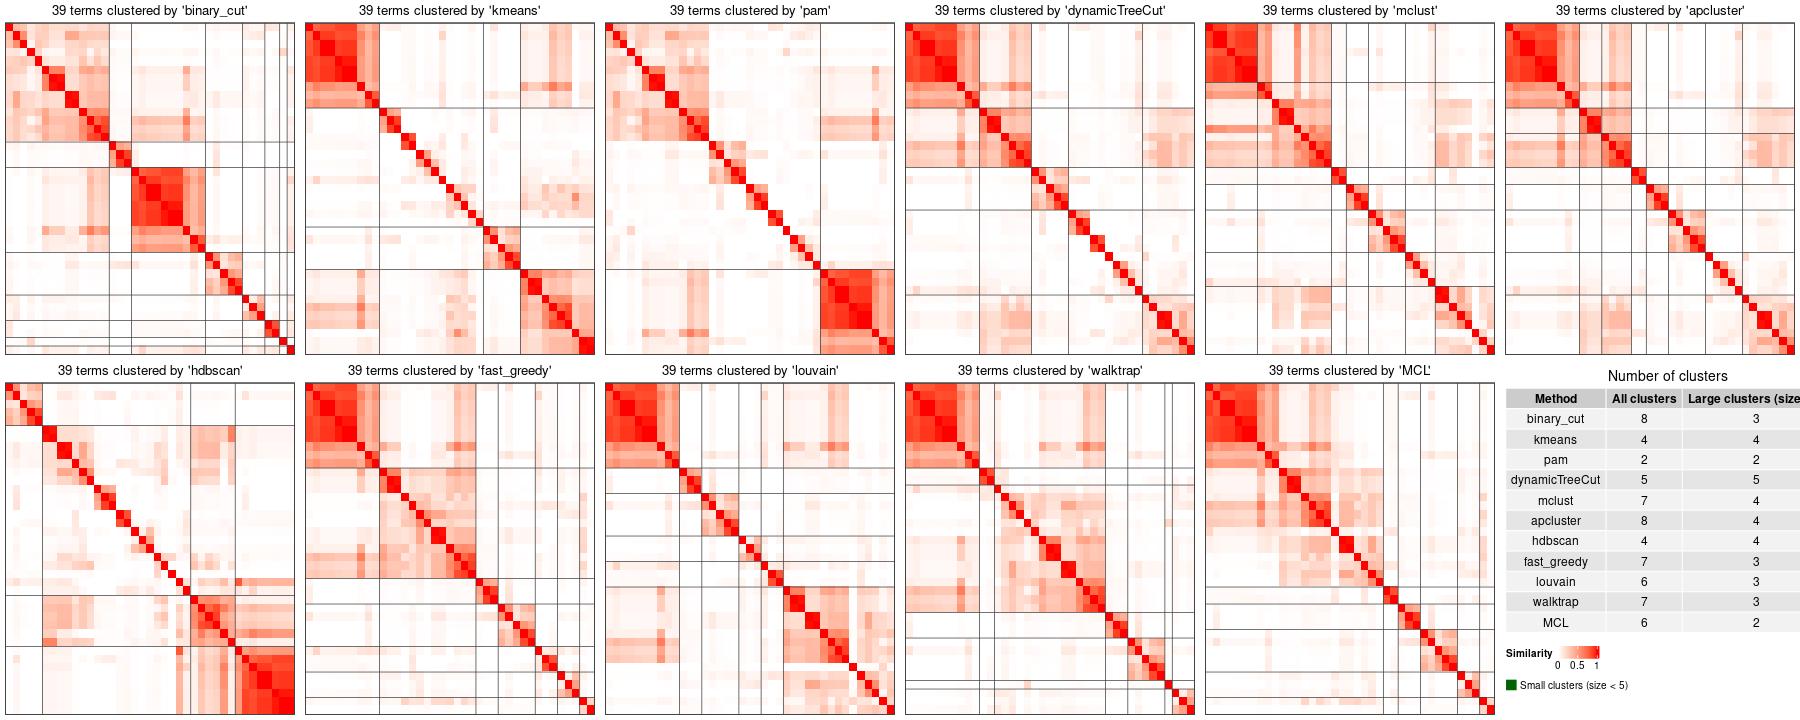 39 terms clustered by 'binary_cut'
39 terms clustered by 'kmeans'
39 terms clustered by 'pam'
39 terms clustered by 'dynamicTreeCut'
39 terms clustered by 'mclust'
39 terms clustered by 'apcluster'
39 terms clustered by 'hdbscan'
39 terms clustered by 'fast_greedy'
39 terms clustered by 'louvain'
39 terms clustered by 'walktrap'
39 terms clustered by 'MCL'
Number of clusters
Method All clusters Large clusters (size
binary_cut 8 3
kmeans 4 4
pam 2 2
dynamicTreeCut 5 5
mclust 7 4
apcluster 8 4
hdbscan 4 4
fast_greedy 7 3
louvain 6 3
walktrap 7 3
MCL 6 2
Similarity
0 0.5 1
Small clusters (size < 5)